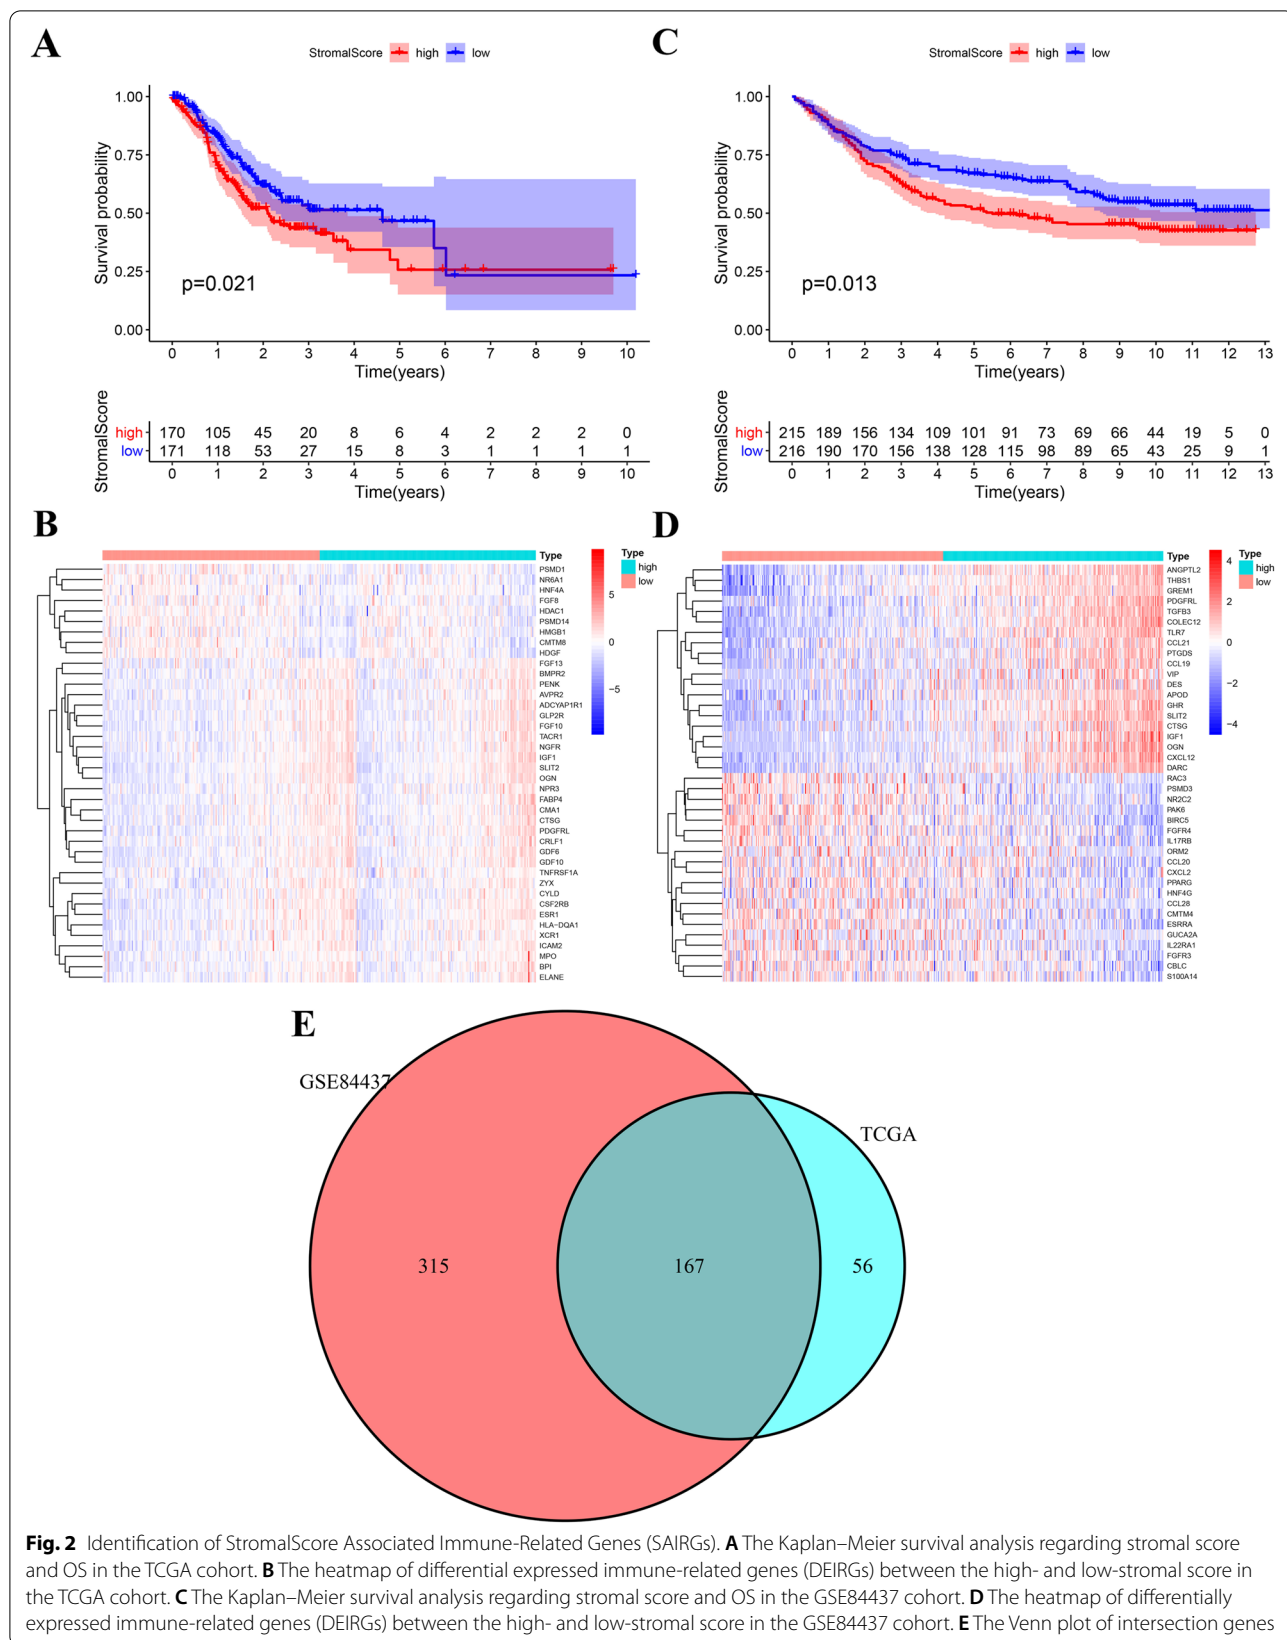 A
StromalScore high low
Survival probability
1.00
0.75
0.50
0.25
0.00
p=0.021
0 1 2 3 4 5 6 7 8 9 10
Time(years)
StromalScore
high 170 105 45 20 8 6 4 2 2 2 0
low 171 118 53 27 15 8 3 1 1 1 1
0 1 2 3 4 5 6 7 8 9 10
Time(years)
C
StromalScore high low
Survival probability
1.00
0.75
0.50
0.25
0.00
p=0.013
0 1 2 3 4 5 6 7 8 9 10 11 12 13
Time(years)
StromalScore
high 215 189 156 134 109 101 91 73 69 66 44 19 5 0
low 216 190 170 156 138 128 115 98 89 65 43 25 9 1
0 1 2 3 4 5 6 7 8 9 10 11 12 13
Time(years)
B
Type
PSMD1
NR6A1
HNF4A
FGF8
HDAC1
PSMD14
HMGB1
CMTM8
HDGF
FGF13
BMPR2
PENK
AVPR2
ADCYAP1R1
GLP2R
FGF10
TACR1
NGFR
IGF1
SLIT2
OGN
NPR3
FABP4
CMA1
CTSG
PDGFRL
CRLF1
GDF6
GDF10
TNFRSF1A
ZYX
CYLD
CSF2RB
ESR1
HLA−DQA1
XCR1
ICAM2
MPO
BPI
ELANE
5
0
−5
Type
high
low
D
Type
ANGPTL2
THBS1
GREM1
PDGFRL
TGFB3
COLEC12
TLR7
CCL21
PTGDS
CCL19
VIP
DES
APOD
GHR
SLIT2
CTSG
IGF1
OGN
CXCL12
DARC
RAC3
PSMD3
NR2C2
PAK6
BIRC5
FGFR4
IL17RB
ORM2
CCL20
CXCL2
PPARG
HNF4G
CCL28
CMTM4
ESRRA
GUCA2A
IL22RA1
FGFR3
CBLC
S100A14
4
2
0
−2
−4
Type
high
low
E
GSE84437
TCGA
315
167
56
Fig. 2 Identification of StromalScore Associated Immune-Related Genes (SAIRGs). A The Kaplan–Meier survival analysis regarding stromal score
and OS in the TCGA cohort. B The heatmap of differential expressed immune-related genes (DEIRGs) between the high- and low-stromal score in
the TCGA cohort. C The Kaplan–Meier survival analysis regarding stromal score and OS in the GSE84437 cohort. D The heatmap of differentially
expressed immune-related genes (DEIRGs) between the high- and low-stromal score in the GSE84437 cohort. E The Venn plot of intersection genes